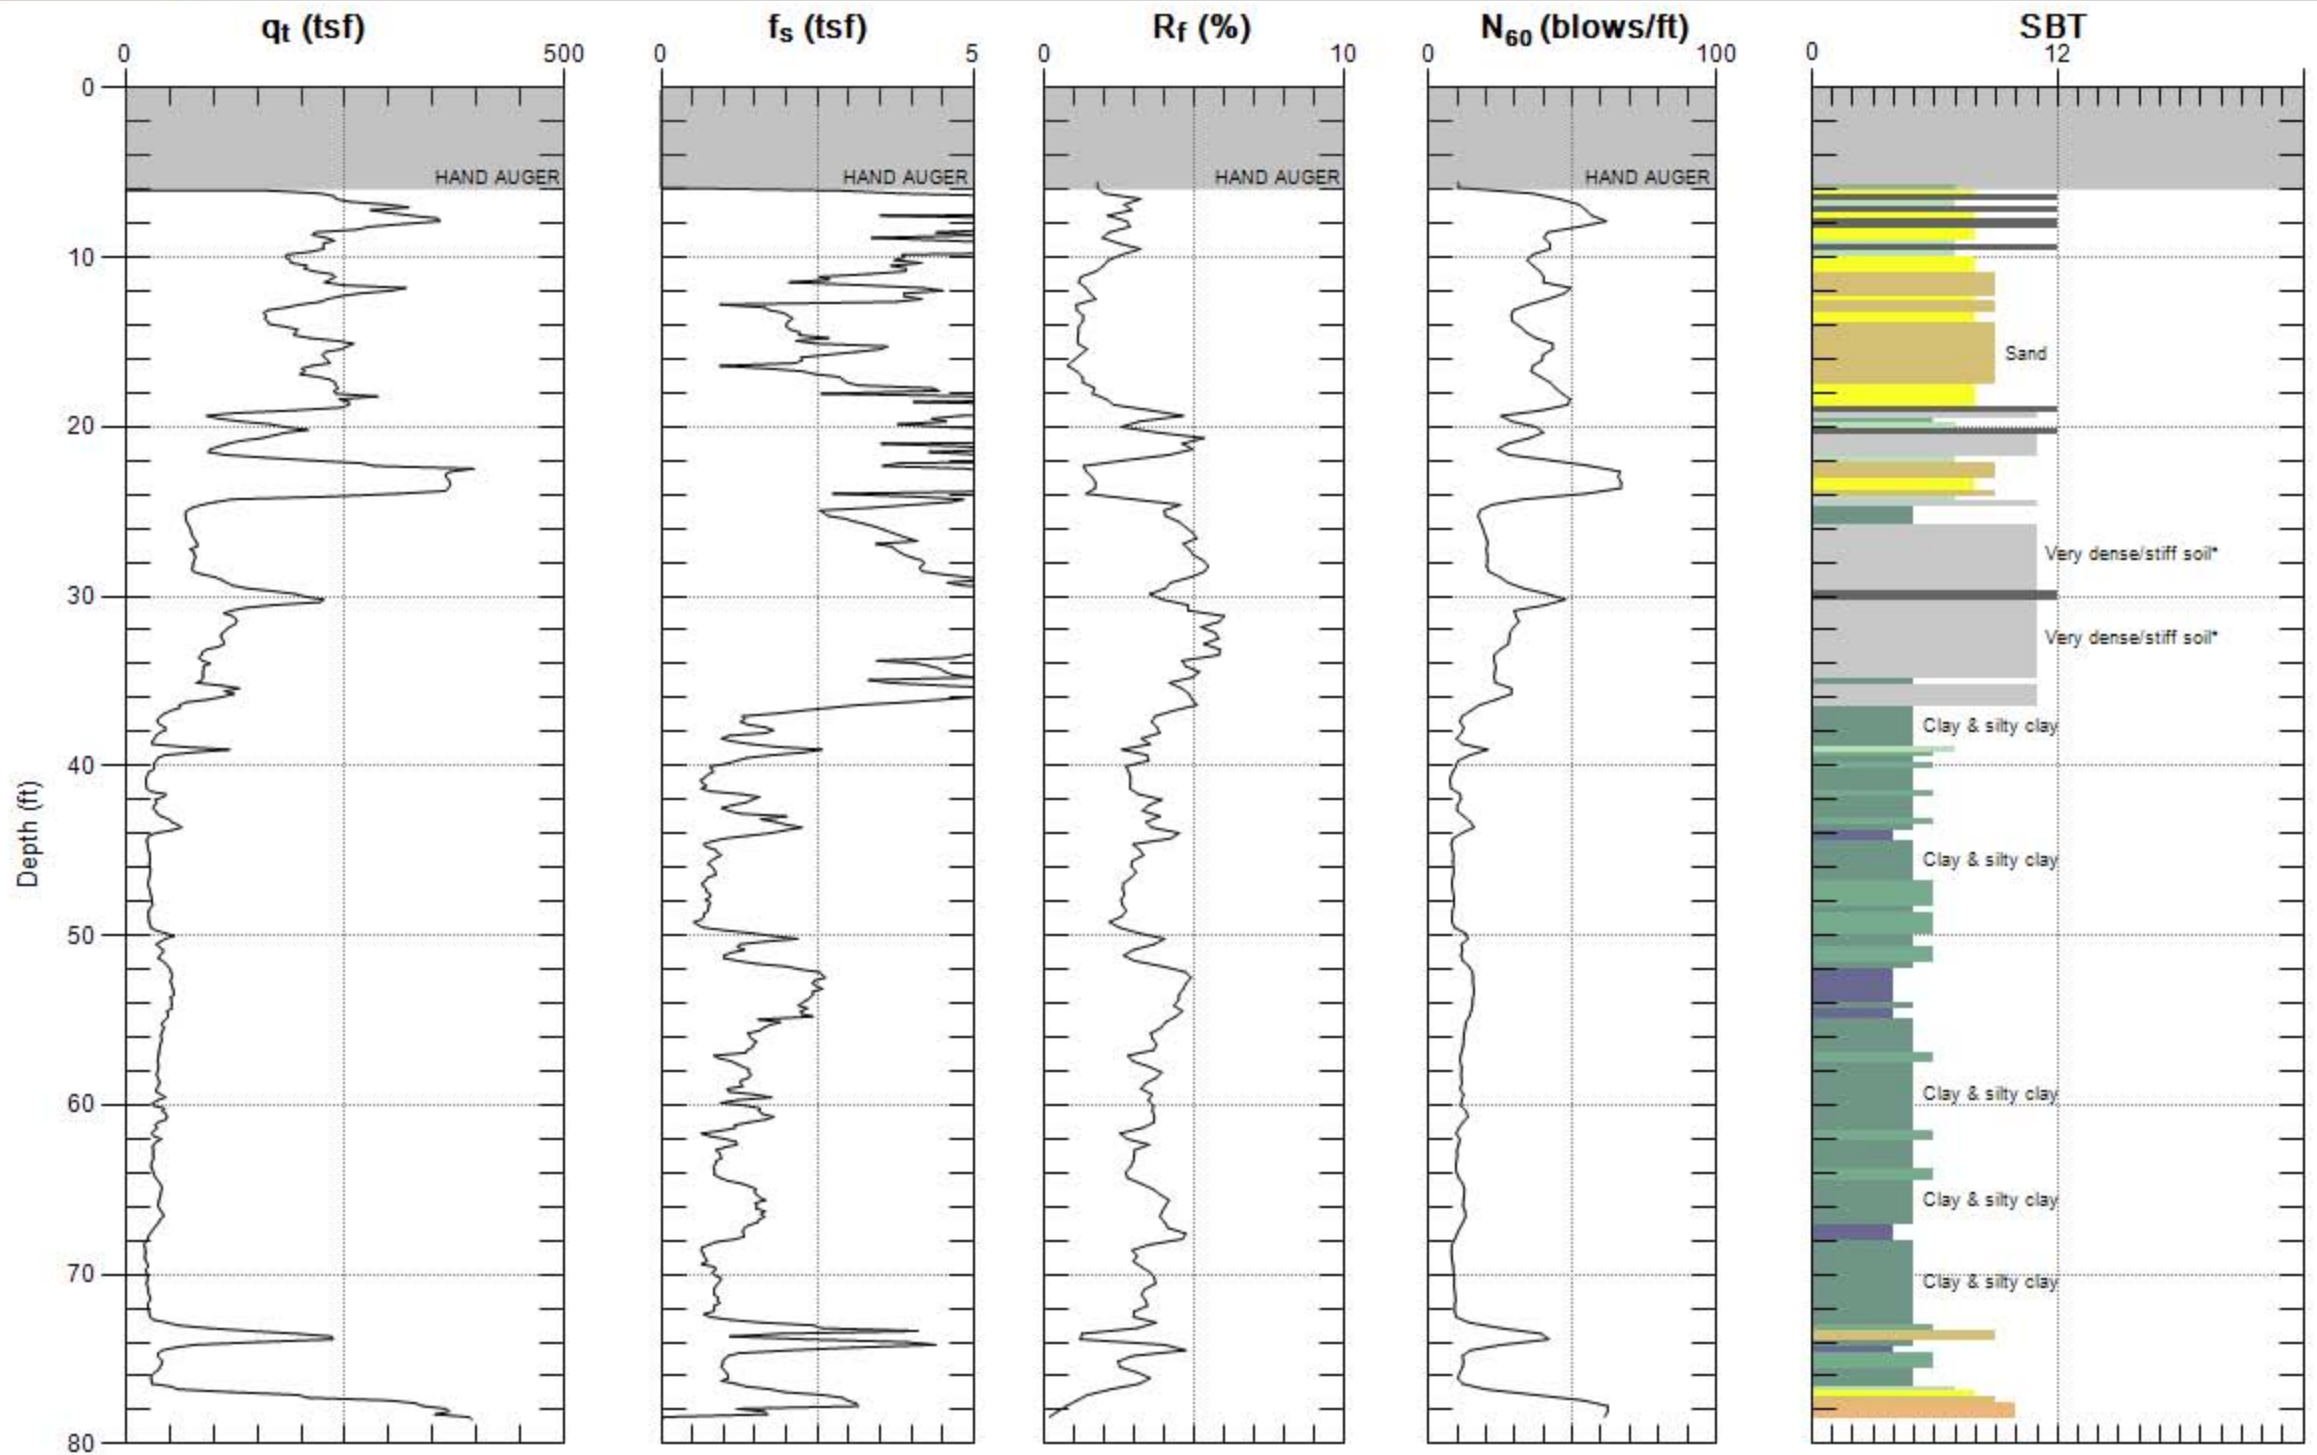 qt (tsf) fs (tsf) Rf (%) N60 (blows/ft) SBT
0 500 0 5 0 10 0 100 0 12
0
HAND AUGER HAND AUGER HAND AUGER HAND AUGER
10
Sand
20
Very dense/stiff soil*
30
Very dense/stiff soil*
Clay & silty clay
40
Depth (ft)
Clay & silty clay
50
Clay & silty clay
60
Clay & silty clay
70
Clay & silty clay
80